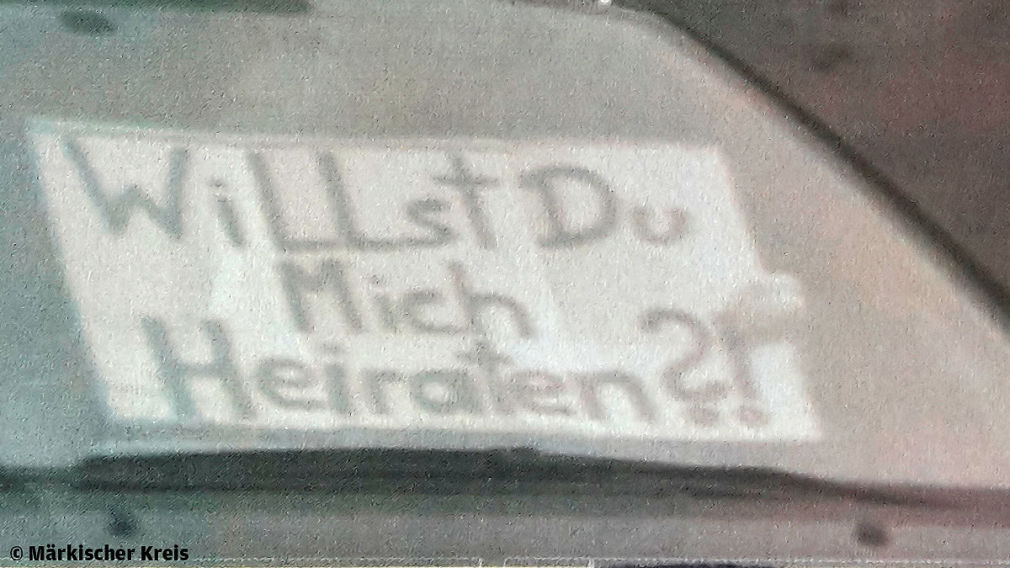 WiLLst Du
Mich
Heiraten?!
© Märkischer Kreis